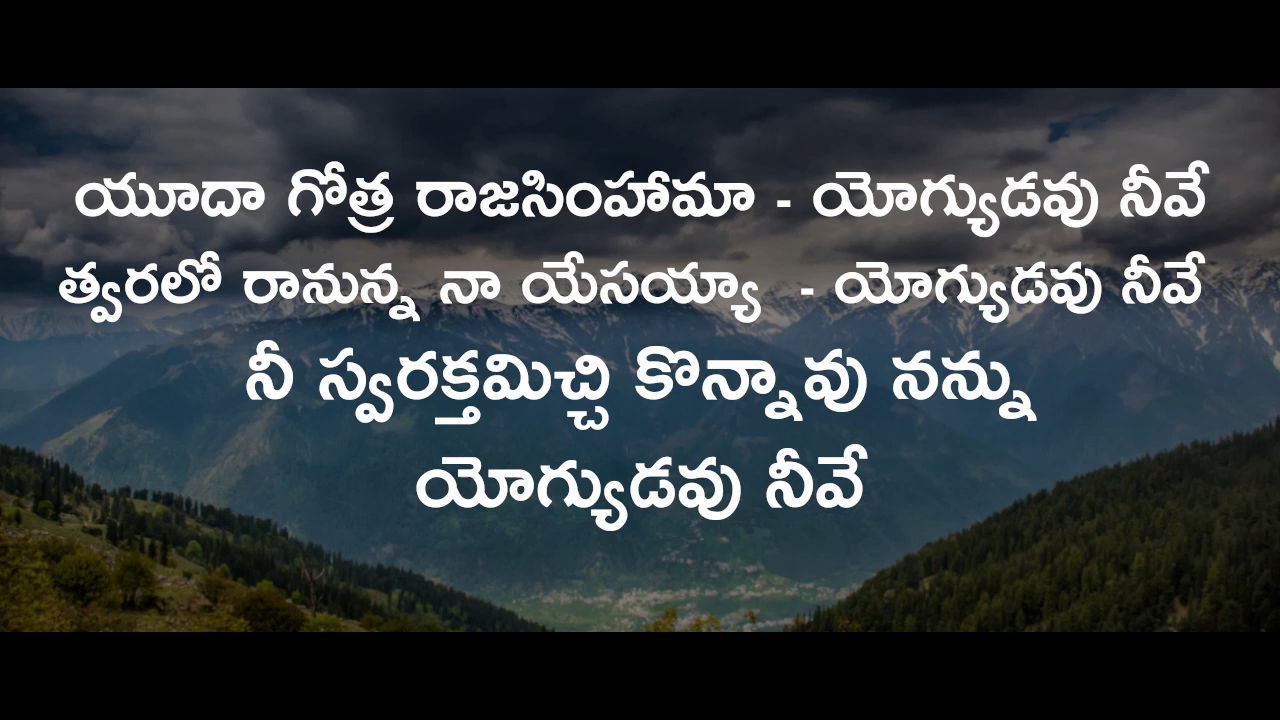 యూదా గోత్ర రాజసింహామా - యోగ్యుడవు నీవే
త్వరలో రానున్న నా యేసయ్యా - యోగ్యుడవు నీవే
నీ స్వరక్తమిచ్చి కొన్నావు నన్ను
యోగ్యుడవు నీవే